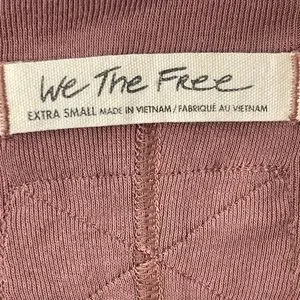 We The Free
EXTRA SMALL MADE IN VIETNAM / FABRIQUÉ AU VIETNAM